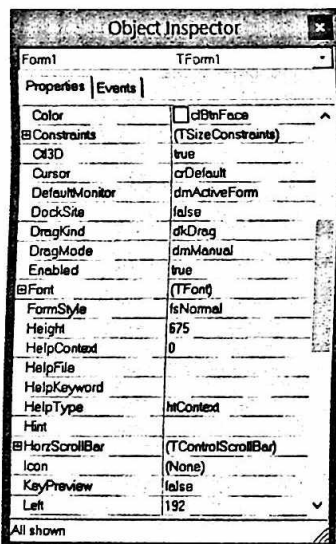 Object Inspector
Form1 TForm1
Properties Events
Color clBtnFace
Constraints (TSizeConstraints)
Ctl3D true
Cursor crDefault
DefaultMonitor dmActiveForm
DockSite false
DragKind dkDrag
DragMode dmManual
Enabled true
Font (TFont)
FormStyle fsNormal
Height 675
HelpContext 0
HelpFile
HelpKeyword
HelpType htContext
Hint
HorzScrollBar (TControlScrollBar)
Icon (None)
KeyPreview false
Left 192
All shown